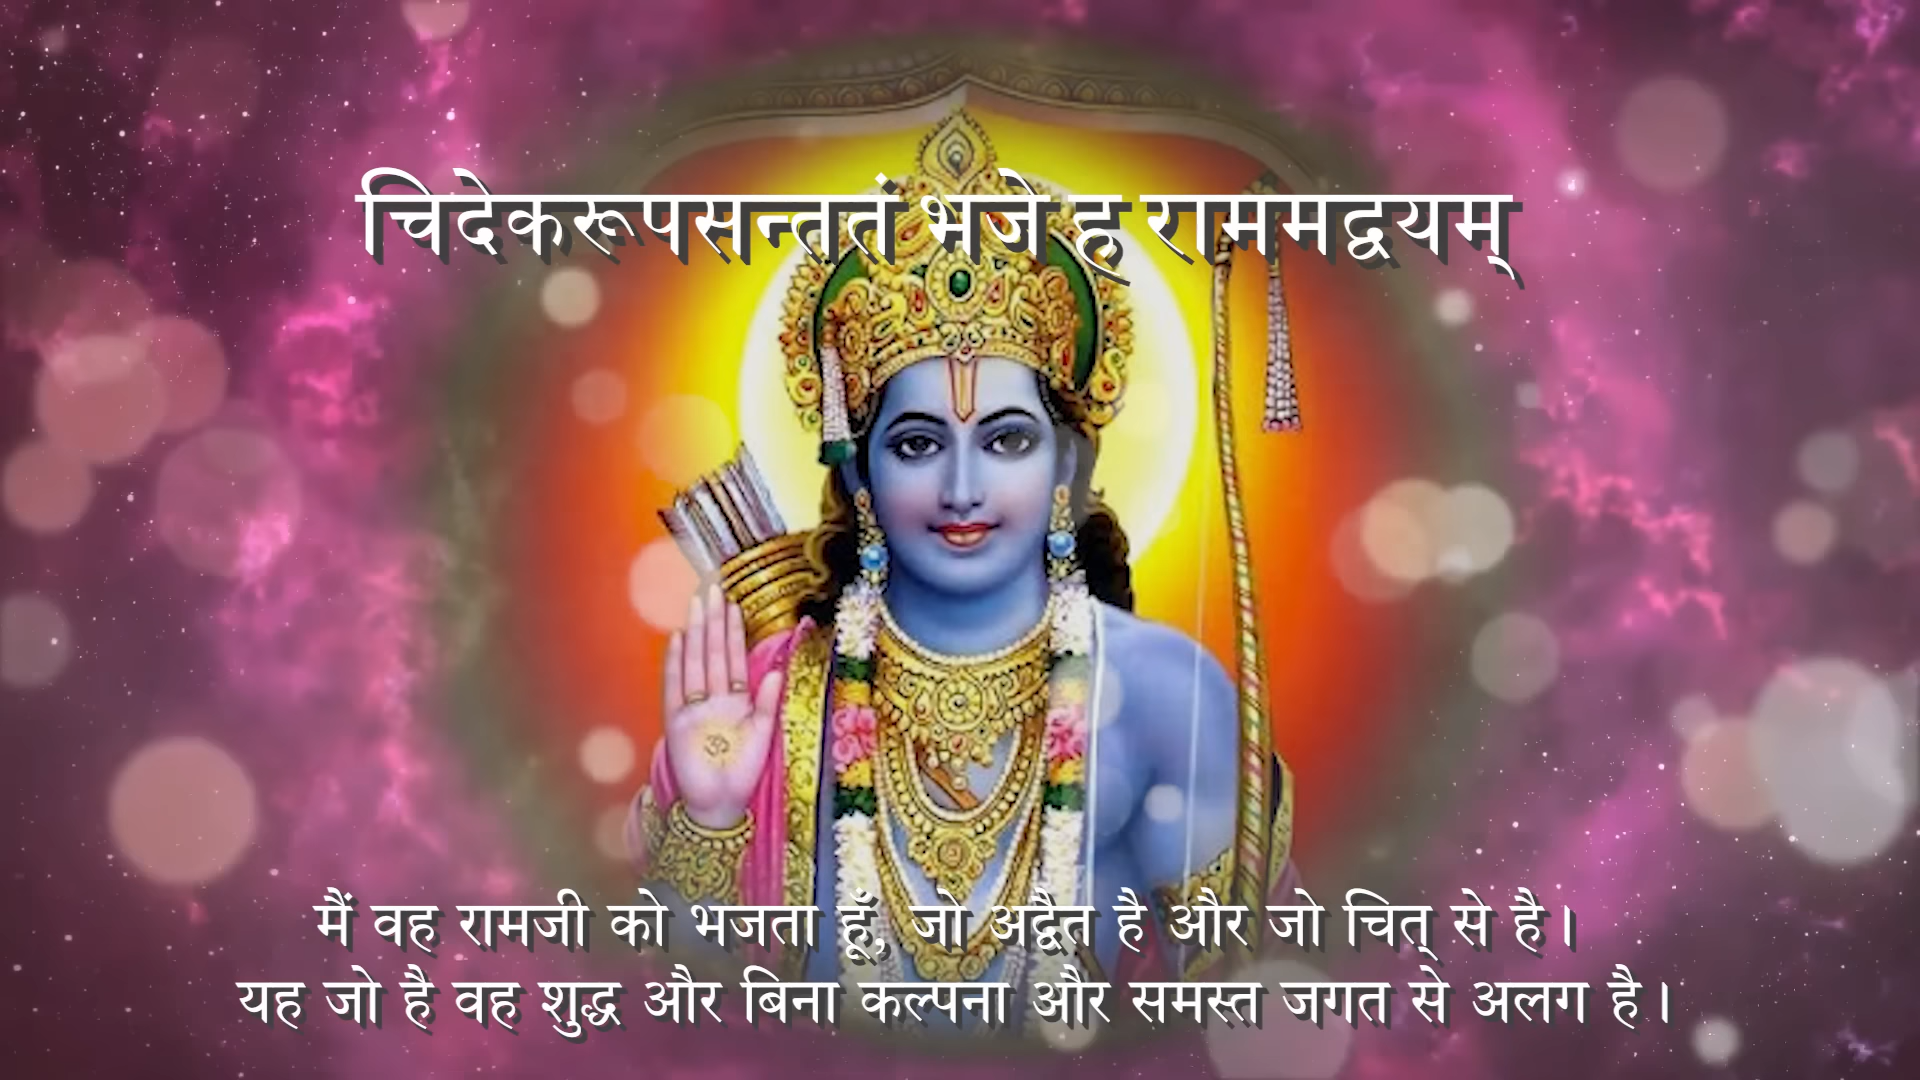 चिदेकरूपसन्ततं भजे ह राममद्वयम्
मैं वह रामजी को भजता हूँ, जो अद्वैत है और जो चित् से है।
यह जो है वह शुद्ध और बिना कल्पना और समस्त जगत से अलग है।
ॐ